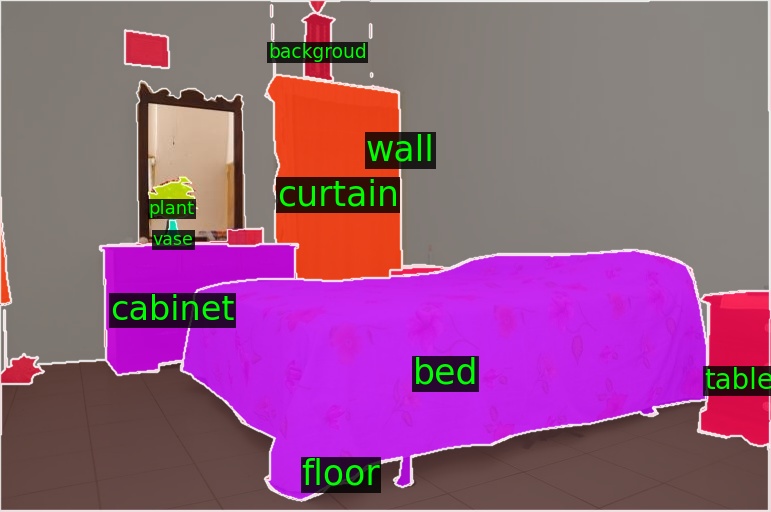 backgroud
wall
curtain
plant
vase
cabinet
bed
table
floor